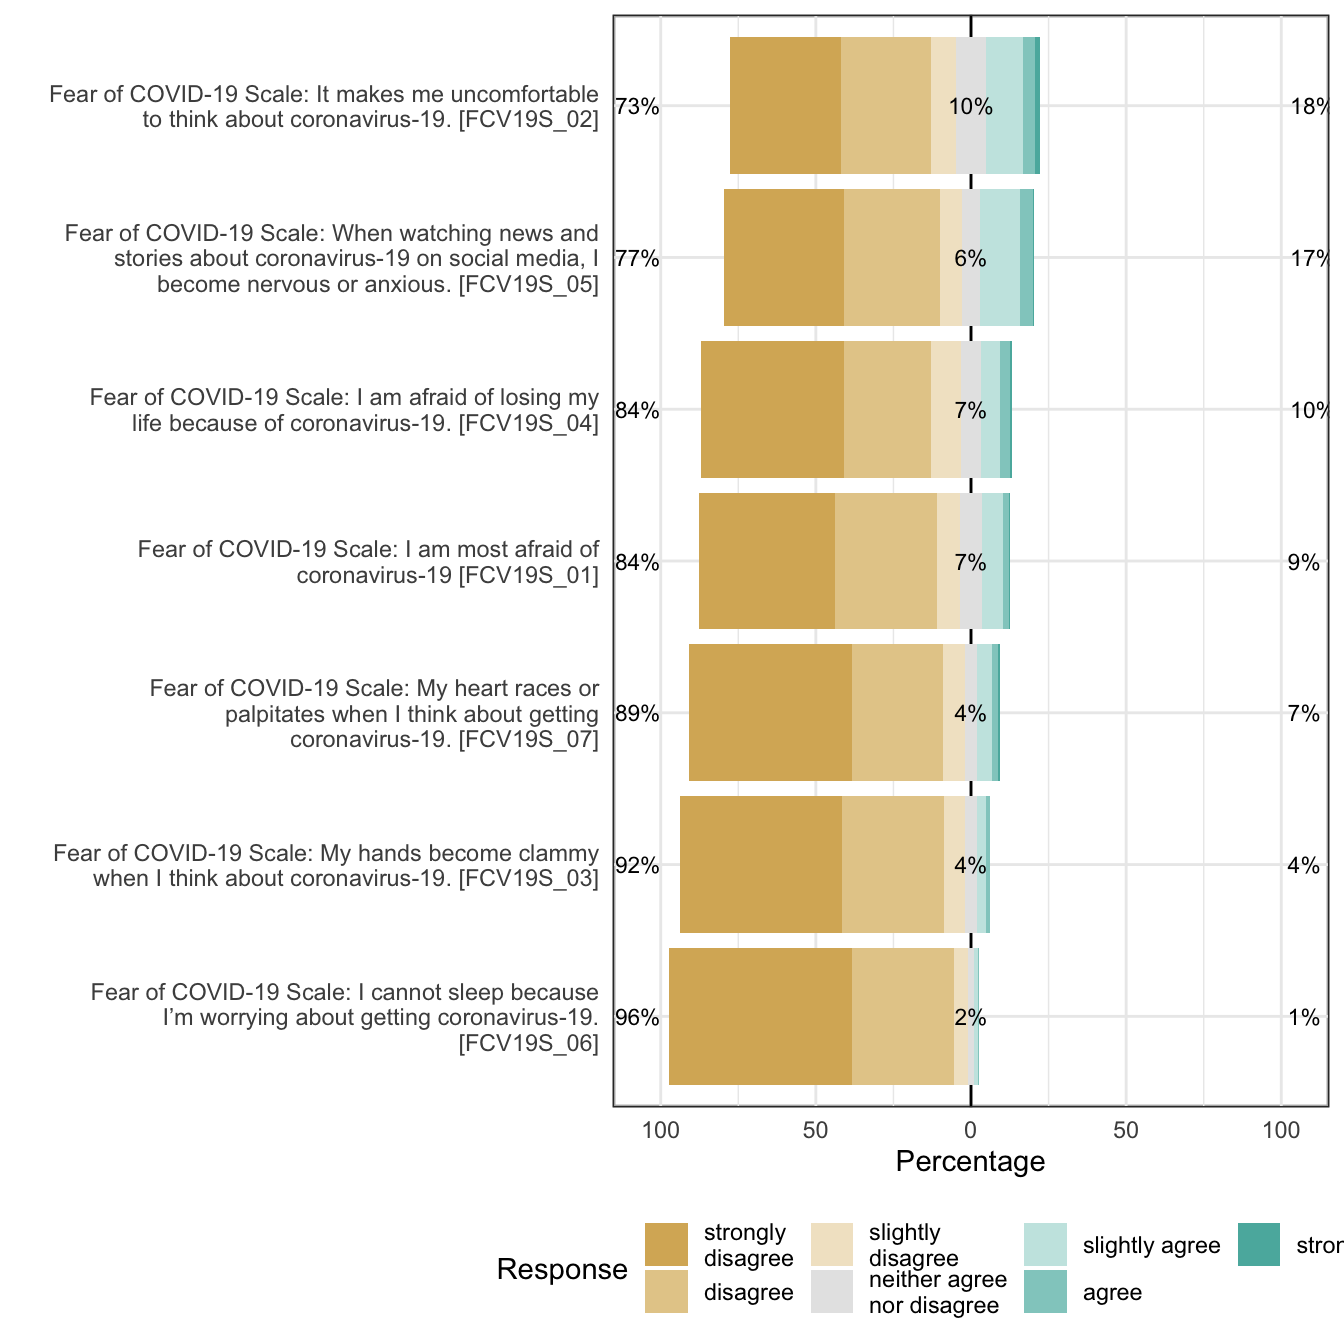 Fear of COVID-19 Scale: It makes me uncomfortable
to think about coronavirus-19. [FCV19S_02]
73%
10%
18%
Fear of COVID-19 Scale: When watching news and
stories about coronavirus-19 on social media, I
become nervous or anxious. [FCV19S_05]
77%
6%
17%
Fear of COVID-19 Scale: I am afraid of losing my
life because of coronavirus-19. [FCV19S_04]
84%
7%
10%
Fear of COVID-19 Scale: I am most afraid of
coronavirus-19 [FCV19S_01]
84%
7%
9%
Fear of COVID-19 Scale: My heart races or
palpitates when I think about getting
coronavirus-19. [FCV19S_07]
89%
4%
7%
Fear of COVID-19 Scale: My hands become clammy
when I think about coronavirus-19. [FCV19S_03]
92%
4%
4%
Fear of COVID-19 Scale: I cannot sleep because
I’m worrying about getting coronavirus-19.
[FCV19S_06]
96%
2%
1%
100 50 0 50 100
Percentage
Response
strongly
disagree
disagree
slightly
disagree
neither agree
nor disagree
slightly agree
agree